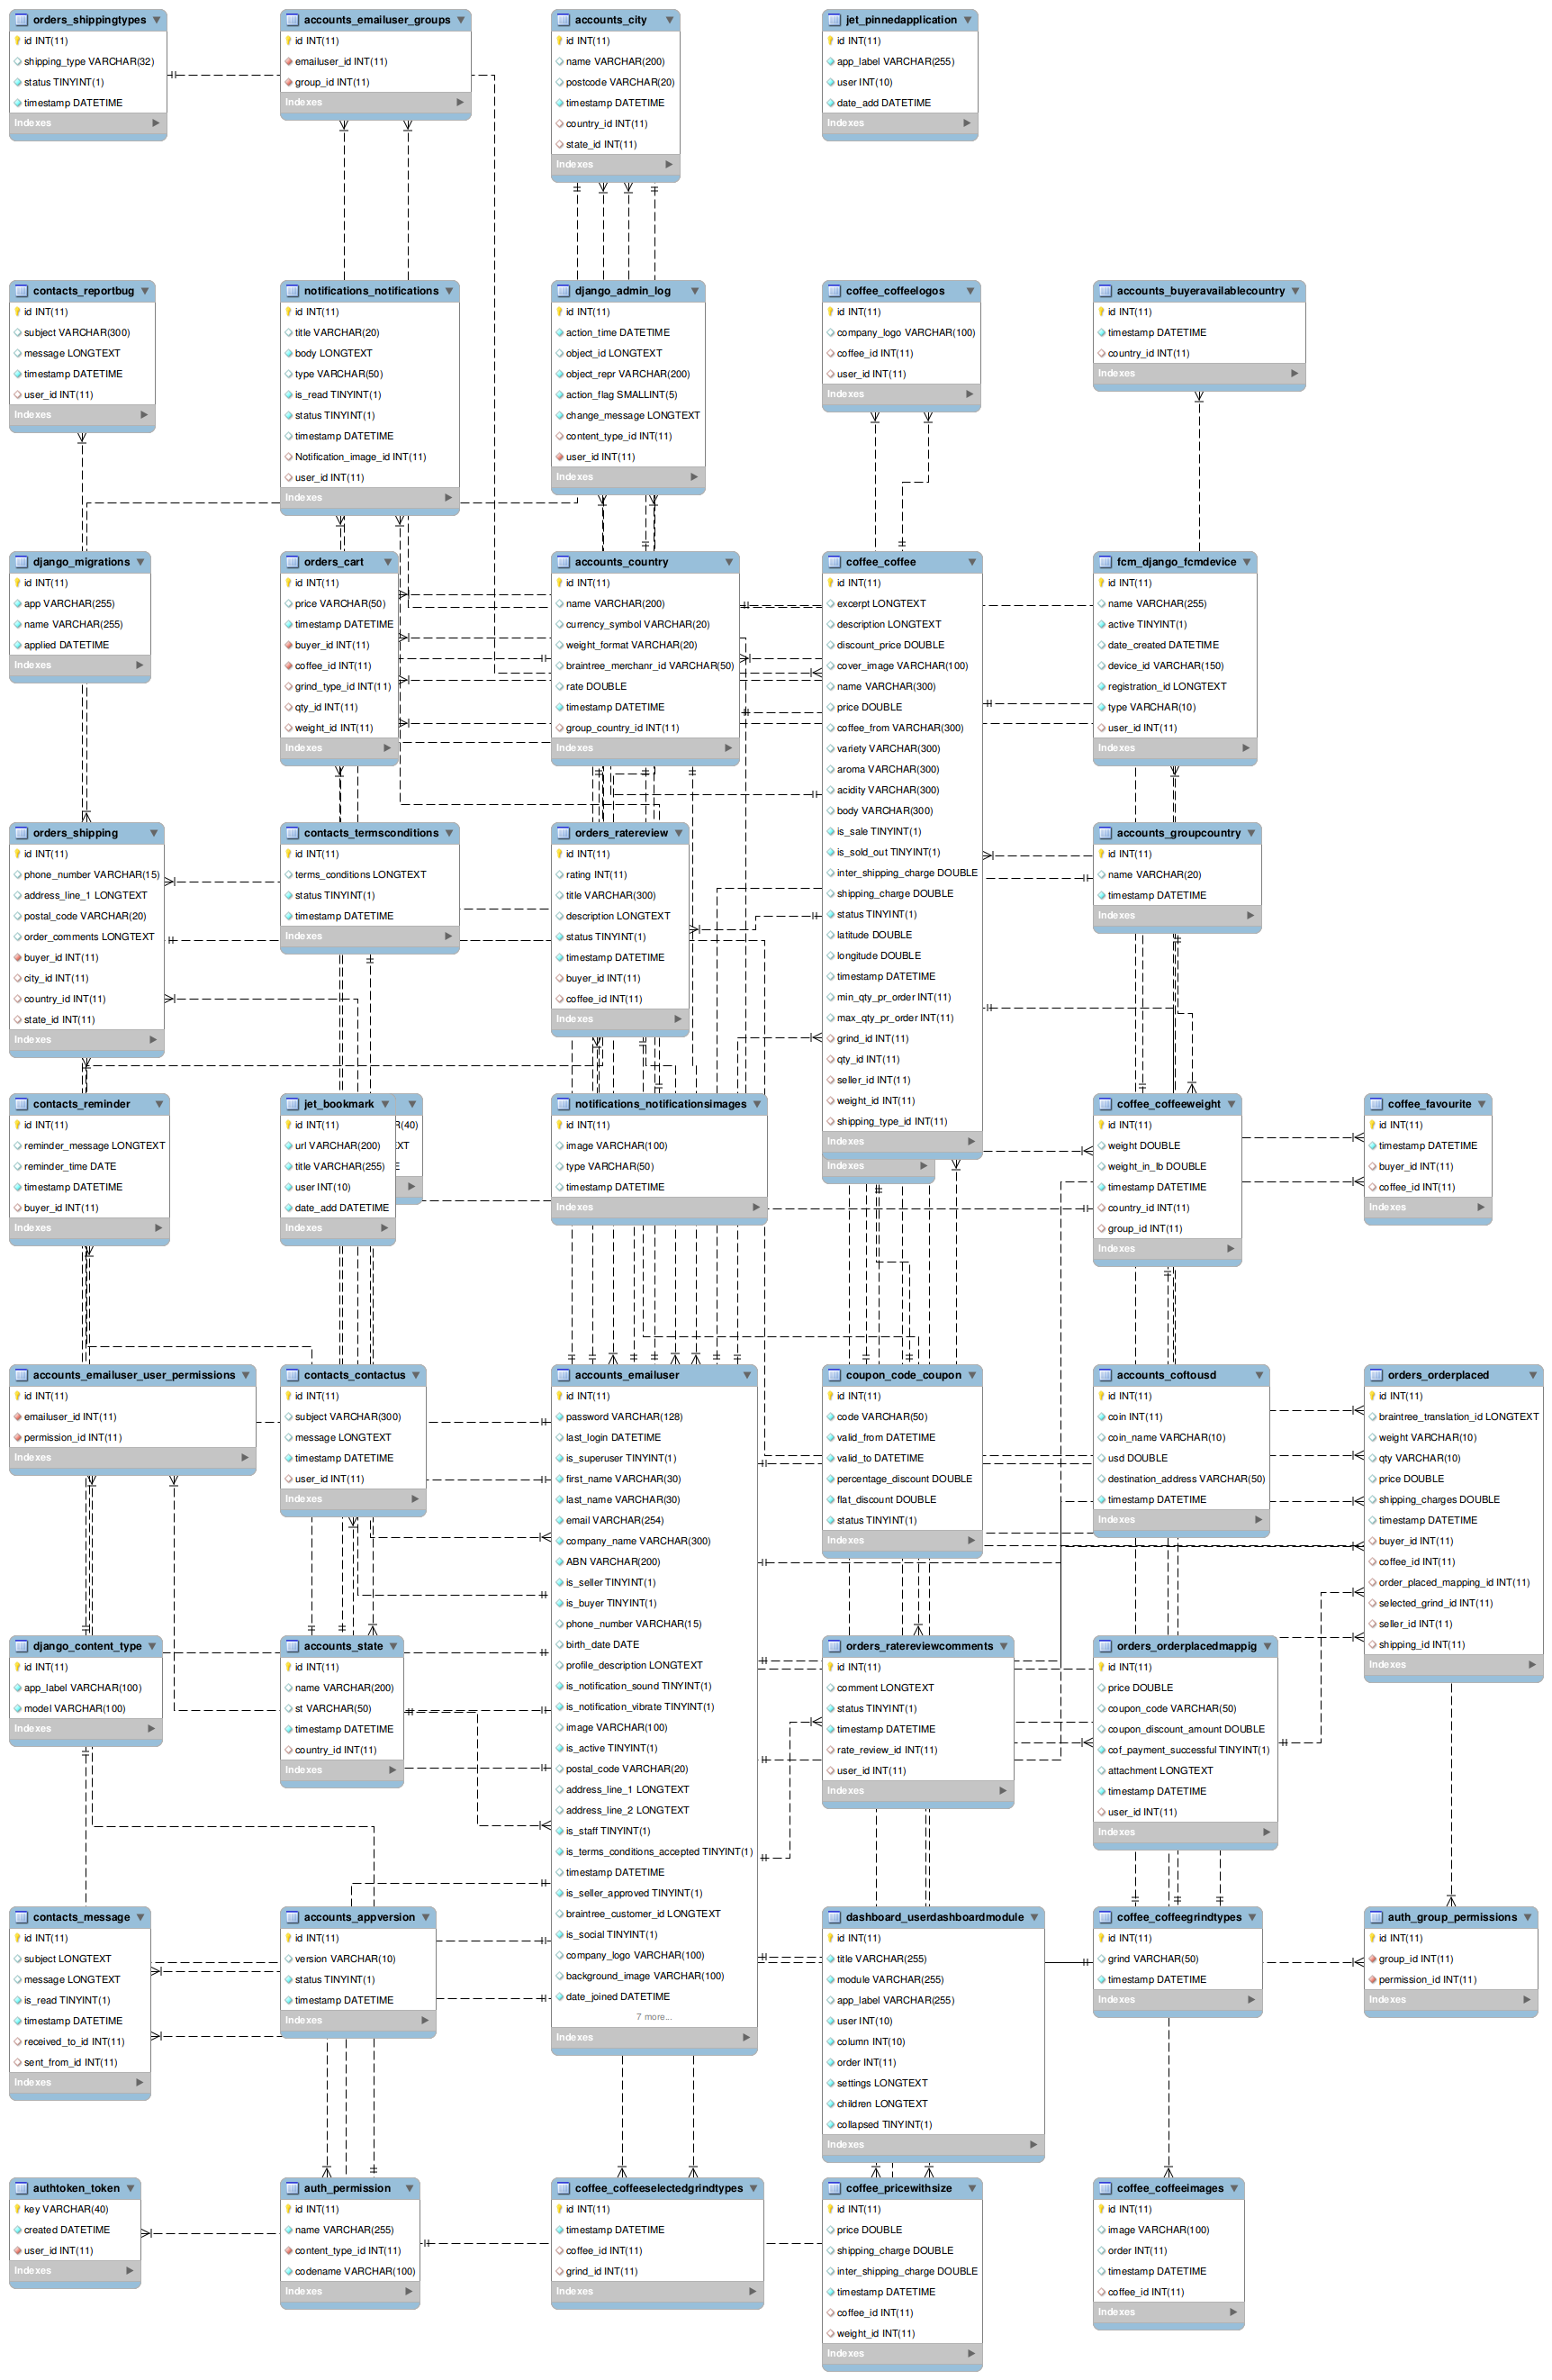 orders_shippingtypes
id INT(11)
shipping_type VARCHAR(32)
status TINYINT(1)
timestamp DATETIME
Indexes
accounts_emailuser_groups
id INT(11)
emailuser_id INT(11)
group_id INT(11)
Indexes
accounts_city
id INT(11)
name VARCHAR(200)
postcode VARCHAR(20)
timestamp DATETIME
country_id INT(11)
state_id INT(11)
Indexes
jet_pinnedapplication
id INT(11)
app_label VARCHAR(255)
user INT(10)
date_add DATETIME
Indexes
contacts_reportbug
id INT(11)
subject VARCHAR(300)
message LONGTEXT
timestamp DATETIME
user_id INT(11)
Indexes
notifications_notifications
id INT(11)
title VARCHAR(20)
body LONGTEXT
type VARCHAR(50)
is_read TINYINT(1)
status TINYINT(1)
timestamp DATETIME
Notification_image_id INT(11)
user_id INT(11)
Indexes
django_admin_log
id INT(11)
action_time DATETIME
object_id LONGTEXT
object_repr VARCHAR(200)
action_flag SMALLINT(5)
change_message LONGTEXT
content_type_id INT(11)
user_id INT(11)
Indexes
coffee_coffeelogos
id INT(11)
company_logo VARCHAR(100)
coffee_id INT(11)
user_id INT(11)
Indexes
accounts_buyeravailablecountry
id INT(11)
timestamp DATETIME
country_id INT(11)
Indexes
django_migrations
id INT(11)
app VARCHAR(255)
name VARCHAR(255)
applied DATETIME
Indexes
orders_cart
id INT(11)
price VARCHAR(50)
timestamp DATETIME
buyer_id INT(11)
coffee_id INT(11)
grind_type_id INT(11)
qty_id INT(11)
weight_id INT(11)
Indexes
accounts_country
id INT(11)
name VARCHAR(200)
currency_symbol VARCHAR(20)
weight_format VARCHAR(20)
braintree_merchanr_id VARCHAR(50)
rate DOUBLE
timestamp DATETIME
group_country_id INT(11)
Indexes
coffee_coffee
id INT(11)
excerpt LONGTEXT
description LONGTEXT
discount_price DOUBLE
cover_image VARCHAR(100)
name VARCHAR(300)
price DOUBLE
coffee_from VARCHAR(300)
variety VARCHAR(300)
aroma VARCHAR(300)
acidity VARCHAR(300)
body VARCHAR(300)
is_sale TINYINT(1)
is_sold_out TINYINT(1)
inter_shipping_charge DOUBLE
shipping_charge DOUBLE
status TINYINT(1)
latitude DOUBLE
longitude DOUBLE
timestamp DATETIME
min_qty_pr_order INT(11)
max_qty_pr_order INT(11)
grind_id INT(11)
qty_id INT(11)
seller_id INT(11)
weight_id INT(11)
shipping_type_id INT(11)
Indexes
Indexes
fcm_django_fcmdevice
id INT(11)
name VARCHAR(255)
active TINYINT(1)
date_created DATETIME
device_id VARCHAR(150)
registration_id LONGTEXT
type VARCHAR(10)
user_id INT(11)
Indexes
orders_shipping
id INT(11)
phone_number VARCHAR(15)
address_line_1 LONGTEXT
postal_code VARCHAR(20)
order_comments LONGTEXT
buyer_id INT(11)
city_id INT(11)
country_id INT(11)
state_id INT(11)
Indexes
contacts_termsconditions
id INT(11)
terms_conditions LONGTEXT
status TINYINT(1)
timestamp DATETIME
Indexes
orders_ratereview
id INT(11)
rating INT(11)
title VARCHAR(300)
description LONGTEXT
status TINYINT(1)
timestamp DATETIME
buyer_id INT(11)
coffee_id INT(11)
Indexes
accounts_groupcountry
id INT(11)
name VARCHAR(20)
timestamp DATETIME
Indexes
contacts_reminder
id INT(11)
reminder_message LONGTEXT
reminder_time DATE
timestamp DATETIME
buyer_id INT(11)
Indexes
jet_bookmark
id INT(11)
url VARCHAR(200)
title VARCHAR(255)
user INT(10)
date_add DATETIME
Indexes
notifications_notificationsimages
id INT(11)
image VARCHAR(100)
type VARCHAR(50)
timestamp DATETIME
Indexes
coffee_coffeeweight
id INT(11)
weight DOUBLE
weight_in_lb DOUBLE
timestamp DATETIME
country_id INT(11)
group_id INT(11)
Indexes
coffee_favourite
id INT(11)
timestamp DATETIME
buyer_id INT(11)
coffee_id INT(11)
Indexes
accounts_emailuser_user_permissions
id INT(11)
emailuser_id INT(11)
permission_id INT(11)
Indexes
contacts_contactus
id INT(11)
subject VARCHAR(300)
message LONGTEXT
timestamp DATETIME
user_id INT(11)
Indexes
accounts_emailuser
id INT(11)
password VARCHAR(128)
last_login DATETIME
is_superuser TINYINT(1)
first_name VARCHAR(30)
last_name VARCHAR(30)
email VARCHAR(254)
company_name VARCHAR(300)
ABN VARCHAR(200)
is_seller TINYINT(1)
is_buyer TINYINT(1)
phone_number VARCHAR(15)
birth_date DATE
profile_description LONGTEXT
is_notification_sound TINYINT(1)
is_notification_vibrate TINYINT(1)
image VARCHAR(100)
is_active TINYINT(1)
postal_code VARCHAR(20)
address_line_1 LONGTEXT
address_line_2 LONGTEXT
is_staff TINYINT(1)
is_terms_conditions_accepted TINYINT(1)
timestamp DATETIME
is_seller_approved TINYINT(1)
braintree_customer_id LONGTEXT
is_social TINYINT(1)
company_logo VARCHAR(100)
background_image VARCHAR(100)
date_joined DATETIME
7 more...
Indexes
coupon_code_coupon
id INT(11)
code VARCHAR(50)
valid_from DATETIME
valid_to DATETIME
percentage_discount DOUBLE
flat_discount DOUBLE
status TINYINT(1)
Indexes
accounts_coftousd
id INT(11)
coin INT(11)
coin_name VARCHAR(10)
usd DOUBLE
destination_address VARCHAR(50)
timestamp DATETIME
Indexes
orders_orderplaced
id INT(11)
braintree_translation_id LONGTEXT
weight VARCHAR(10)
qty VARCHAR(10)
price DOUBLE
shipping_charges DOUBLE
timestamp DATETIME
buyer_id INT(11)
coffee_id INT(11)
order_placed_mapping_id INT(11)
selected_grind_id INT(11)
seller_id INT(11)
shipping_id INT(11)
Indexes
django_content_type
id INT(11)
app_label VARCHAR(100)
model VARCHAR(100)
Indexes
accounts_state
id INT(11)
name VARCHAR(200)
st VARCHAR(50)
timestamp DATETIME
country_id INT(11)
Indexes
orders_ratereviewcomments
id INT(11)
comment LONGTEXT
status TINYINT(1)
timestamp DATETIME
rate_review_id INT(11)
user_id INT(11)
Indexes
orders_orderplacedmappig
id INT(11)
price DOUBLE
coupon_code VARCHAR(50)
coupon_discount_amount DOUBLE
cof_payment_successful TINYINT(1)
attachment LONGTEXT
timestamp DATETIME
user_id INT(11)
Indexes
contacts_message
id INT(11)
subject LONGTEXT
message LONGTEXT
is_read TINYINT(1)
timestamp DATETIME
received_to_id INT(11)
sent_from_id INT(11)
Indexes
accounts_appversion
id INT(11)
version VARCHAR(10)
status TINYINT(1)
timestamp DATETIME
Indexes
dashboard_userdashboardmodule
id INT(11)
title VARCHAR(255)
module VARCHAR(255)
app_label VARCHAR(255)
user INT(10)
column INT(10)
order INT(11)
settings LONGTEXT
children LONGTEXT
collapsed TINYINT(1)
Indexes
coffee_coffeegrindtypes
id INT(11)
grind VARCHAR(50)
timestamp DATETIME
Indexes
auth_group_permissions
id INT(11)
group_id INT(11)
permission_id INT(11)
Indexes
authtoken_token
key VARCHAR(40)
created DATETIME
user_id INT(11)
Indexes
auth_permission
id INT(11)
name VARCHAR(255)
content_type_id INT(11)
codename VARCHAR(100)
Indexes
coffee_coffeeselectedgrindtypes
id INT(11)
timestamp DATETIME
coffee_id INT(11)
grind_id INT(11)
Indexes
coffee_pricewithsize
id INT(11)
price DOUBLE
shipping_charge DOUBLE
inter_shipping_charge DOUBLE
timestamp DATETIME
coffee_id INT(11)
weight_id INT(11)
Indexes
coffee_coffeeimages
id INT(11)
image VARCHAR(100)
order INT(11)
timestamp DATETIME
coffee_id INT(11)
Indexes